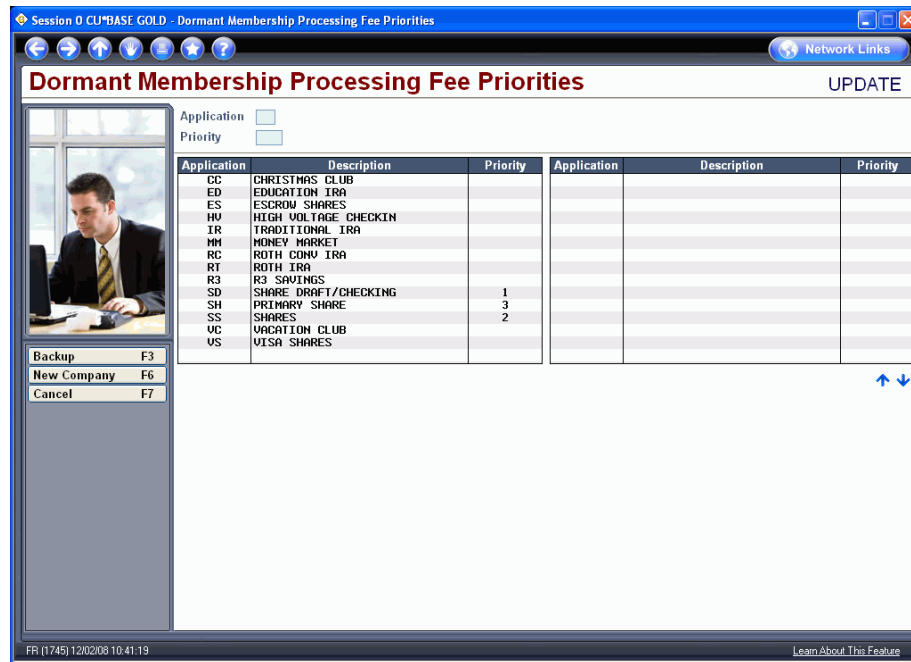 Session 0 CU*BASE GOLD - Dormant Membership Processing Fee Priorities
Network Links
Dormant Membership Processing Fee Priorities UPDATE
Application
Priority
Application Description Priority Application Description Priority
CC CHRISTMAS CLUB
ED EDUCATION IRA
ES ESCROW SHARES
HV HIGH VOLTAGE CHECKIN
IR TRADITIONAL IRA
MM MONEY MARKET
RC ROTH CONV IRA
RT ROTH IRA
R3 R3 SAVINGS
SD SHARE DRAFT/CHECKING 1
SH PRIMARY SHARE 3
SS SHARES 2
VC VACATION CLUB
VS VISA SHARES
Backup F3
New Company F6
Cancel F7
FR (1745) 12/02/08 10:41:19 Learn About This Feature